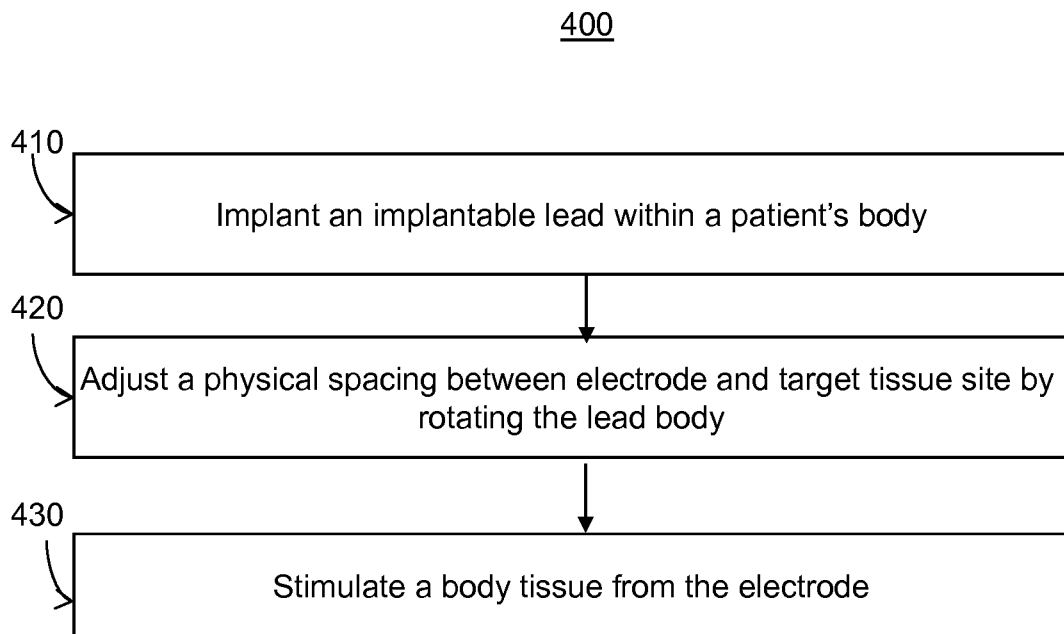 400
410
Implant an implantable lead within a patient's body
420
Adjust a physical spacing between electrode and target tissue site by
rotating the lead body
430
Stimulate a body tissue from the electrode